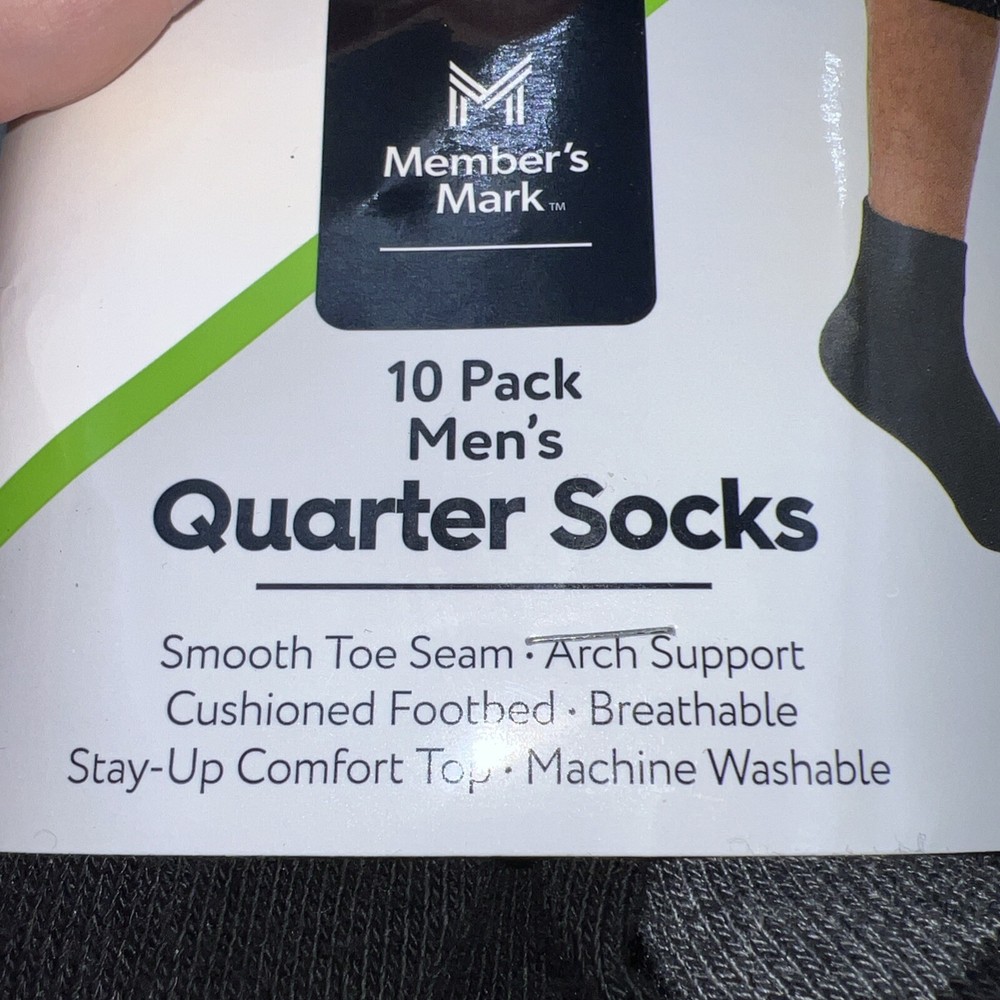 Member's
Mark™
10 Pack
Men's
Quarter Socks
Smooth Toe Seam · Arch Support
Cushioned Footbed · Breathable
Stay-Up Comfort Top · Machine Washable